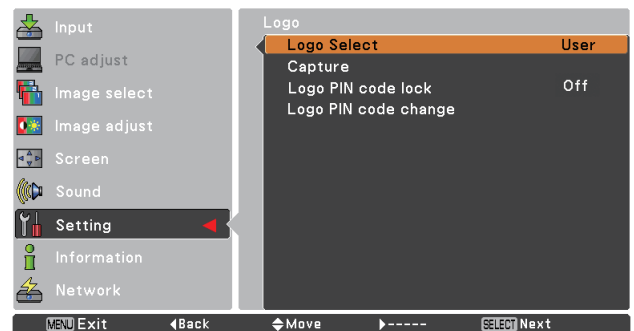 Input
PC adjust
Image select
Image adjust
Screen
Sound
Setting
Information
Network
Logo
Logo Select User
Capture
Logo PIN code lock Off
Logo PIN code change
MENU Exit Back Move ----- SELECT Next